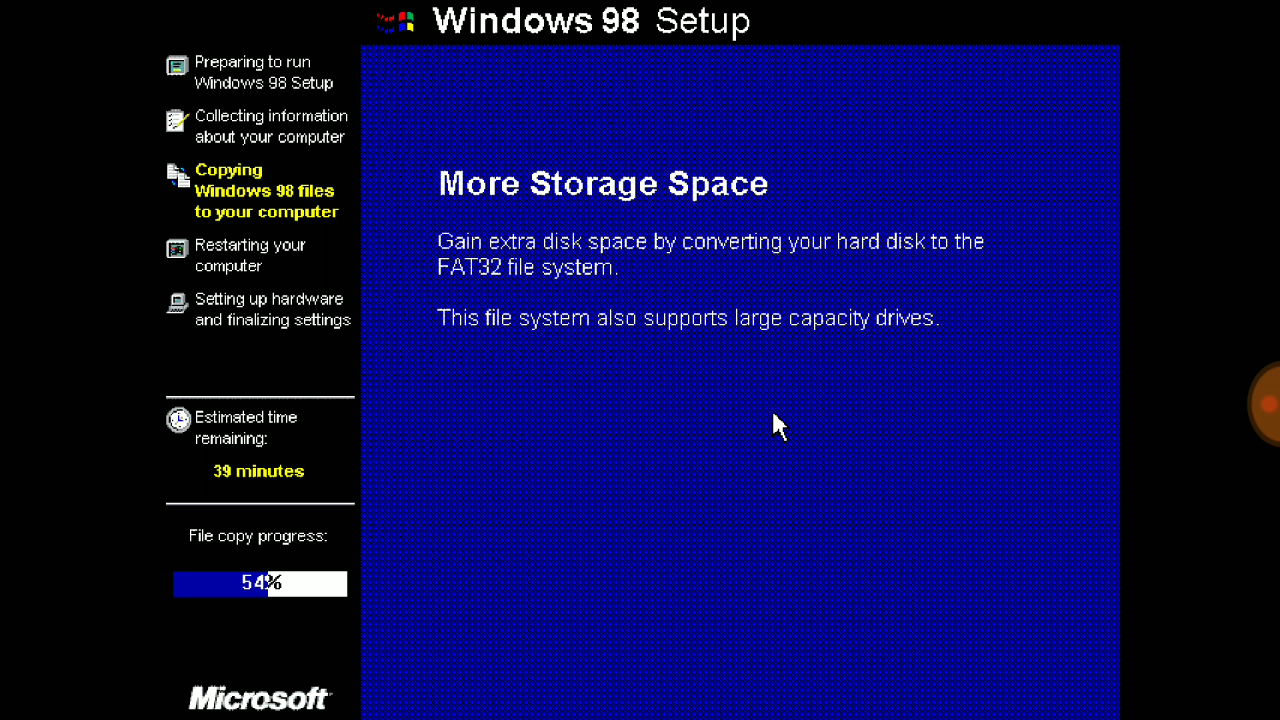 Windows 98 Setup
Preparing to run
Windows 98 Setup
Collecting information
about your computer
Copying
Windows 98 files
to your computer
Restarting your
computer
Setting up hardware
and finalizing settings
Estimated time
remaining:
39 minutes
File copy progress:
54%
Microsoft
More Storage Space
Gain extra disk space by converting your hard disk to the
FAT32 file system.
This file system also supports large capacity drives.